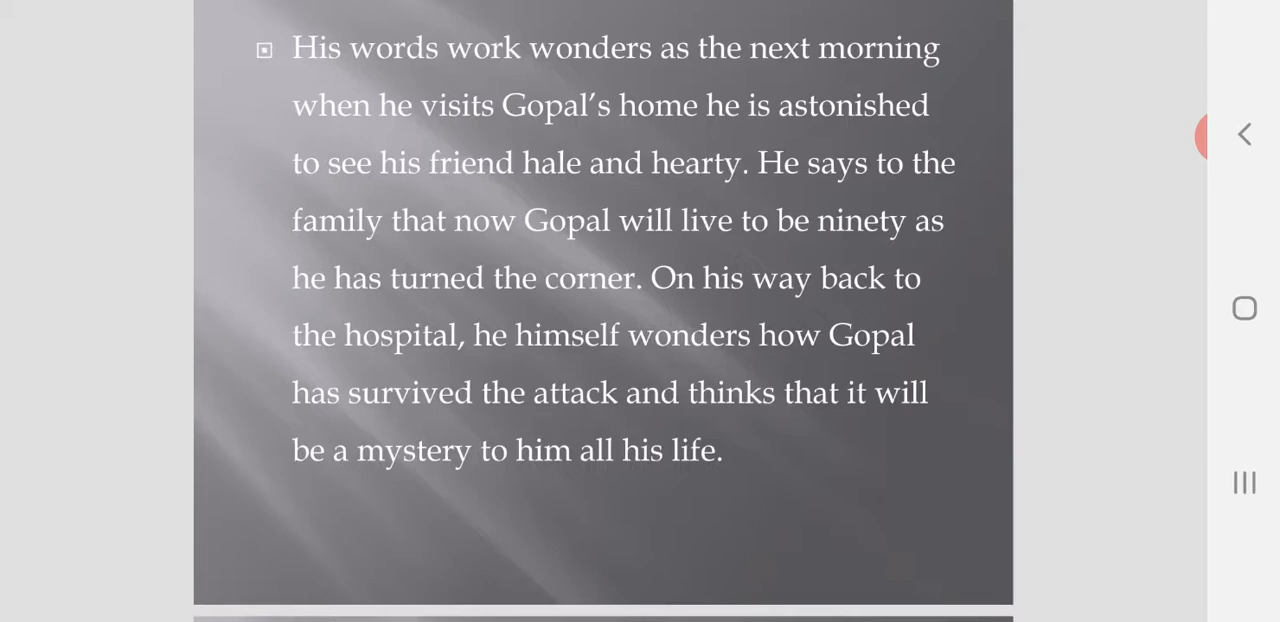 His words work wonders as the next morning
when he visits Gopal’s home he is astonished
to see his friend hale and hearty. He says to the
family that now Gopal will live to be ninety as
he has turned the corner. On his way back to
the hospital, he himself wonders how Gopal
has survived the attack and thinks that it will
be a mystery to him all his life.